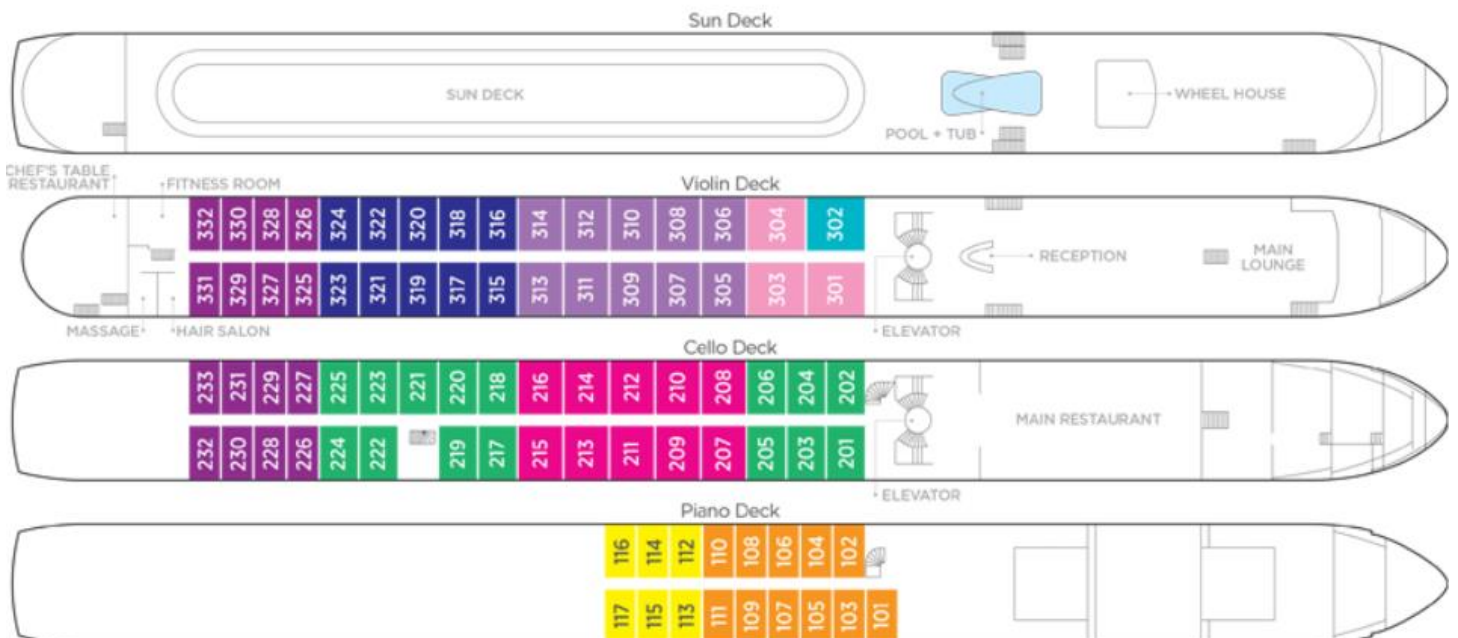 Sun Deck
SUN DECK
POOL + TUB
WHEEL HOUSE
CHEF'S TABLE
RESTAURANT
FITNESS ROOM
Violin Deck
332 330 328 326 324 322 320 318 316 314 312 310 308 306 304 302
RECEPTION
MAIN
LOUNGE
331 329 327 325 323 321 319 317 315 313 311 309 307 305 303 301
MASSAGE
HAIR SALON
ELEVATOR
Cello Deck
233 231 229 227 225 223 221 220 218 216 214 212 210 208 206 204 202
MAIN RESTAURANT
232 230 228 226 224 222 219 217 215 213 211 209 207 205 203 201
ELEVATOR
Piano Deck
116 114 112 110 108 106 104 102
117 115 113 111 109 107 105 103 101